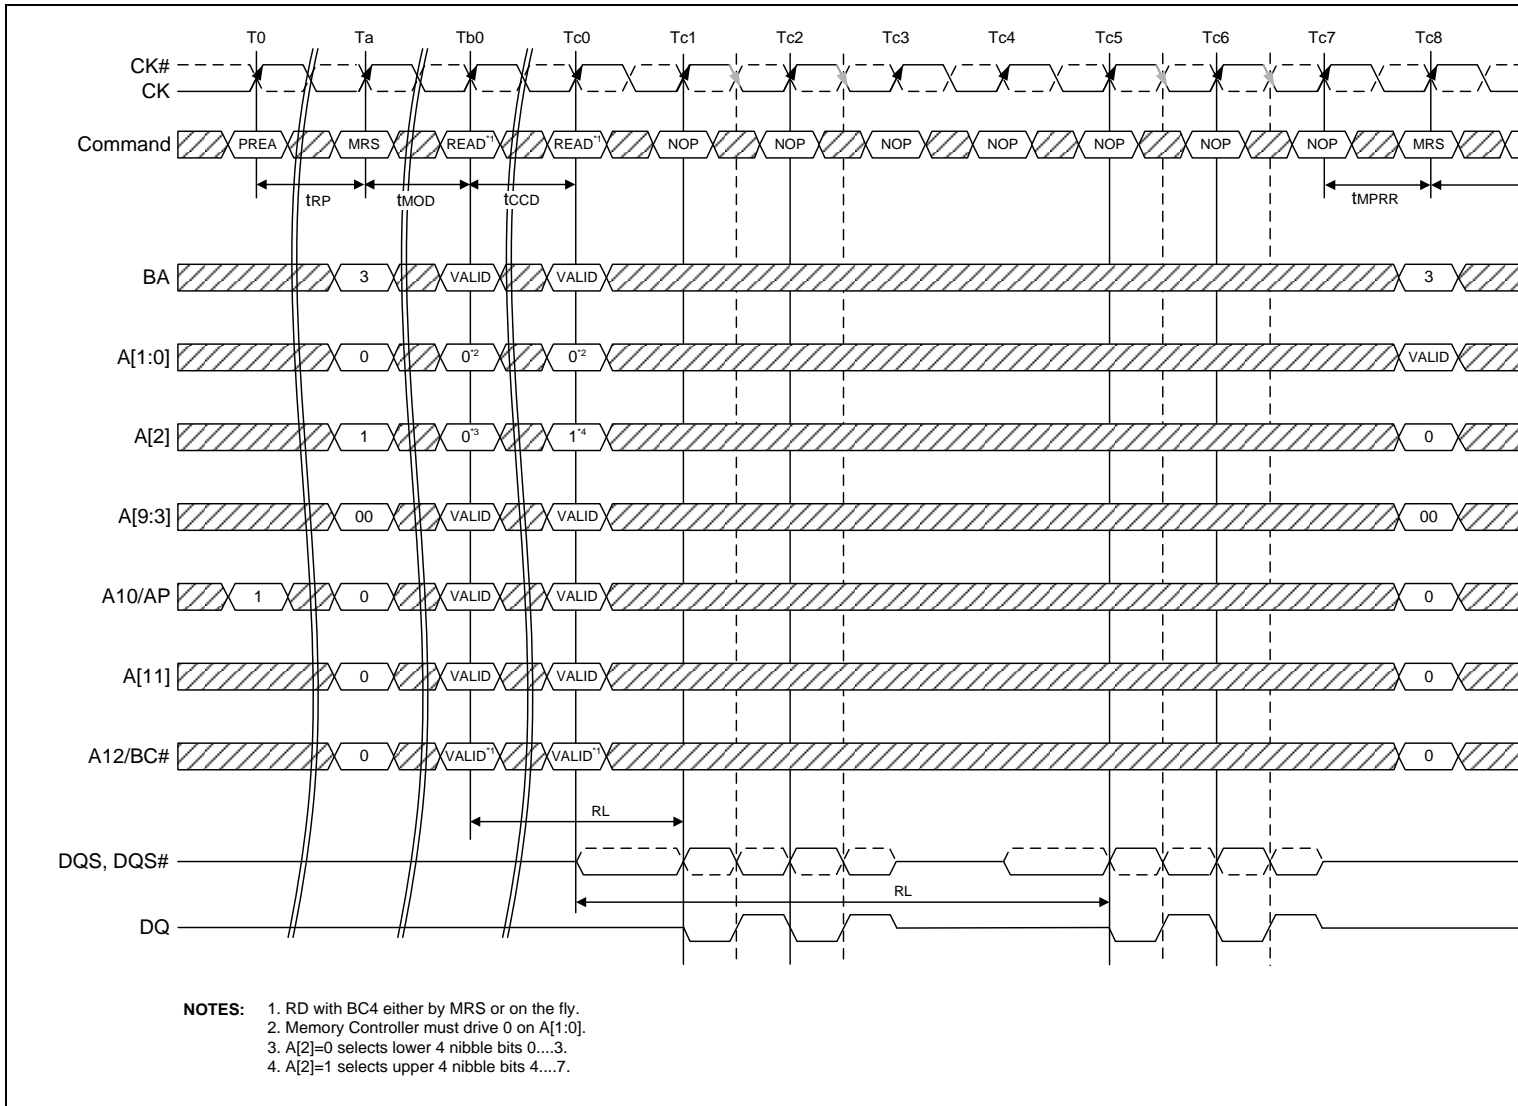 T0 Ta Tb0 Tc0 Tc1 Tc2 Tc3 Tc4 Tc5 Tc6 Tc7 Tc8
CK#
CK
Command PREA MRS READ*1 READ*1 NOP NOP NOP NOP NOP NOP NOP MRS
tRP tMOD tCCD tMPRR
BA 3 VALID VALID 3
A[1:0] 0 0*2 0*2 VALID
A[2] 1 0*3 1*4 0
A[9:3] 00 VALID VALID 00
A10/AP 1 0 VALID VALID 0
A[11] 0 VALID VALID 0
A12/BC# 0 VALID*1 VALID*1 0
RL
DQS, DQS#
RL
DQ
NOTES: 1. RD with BC4 either by MRS or on the fly.
2. Memory Controller must drive 0 on A[1:0].
3. A[2]=0 selects lower 4 nibble bits 0....3.
4. A[2]=1 selects upper 4 nibble bits 4....7.